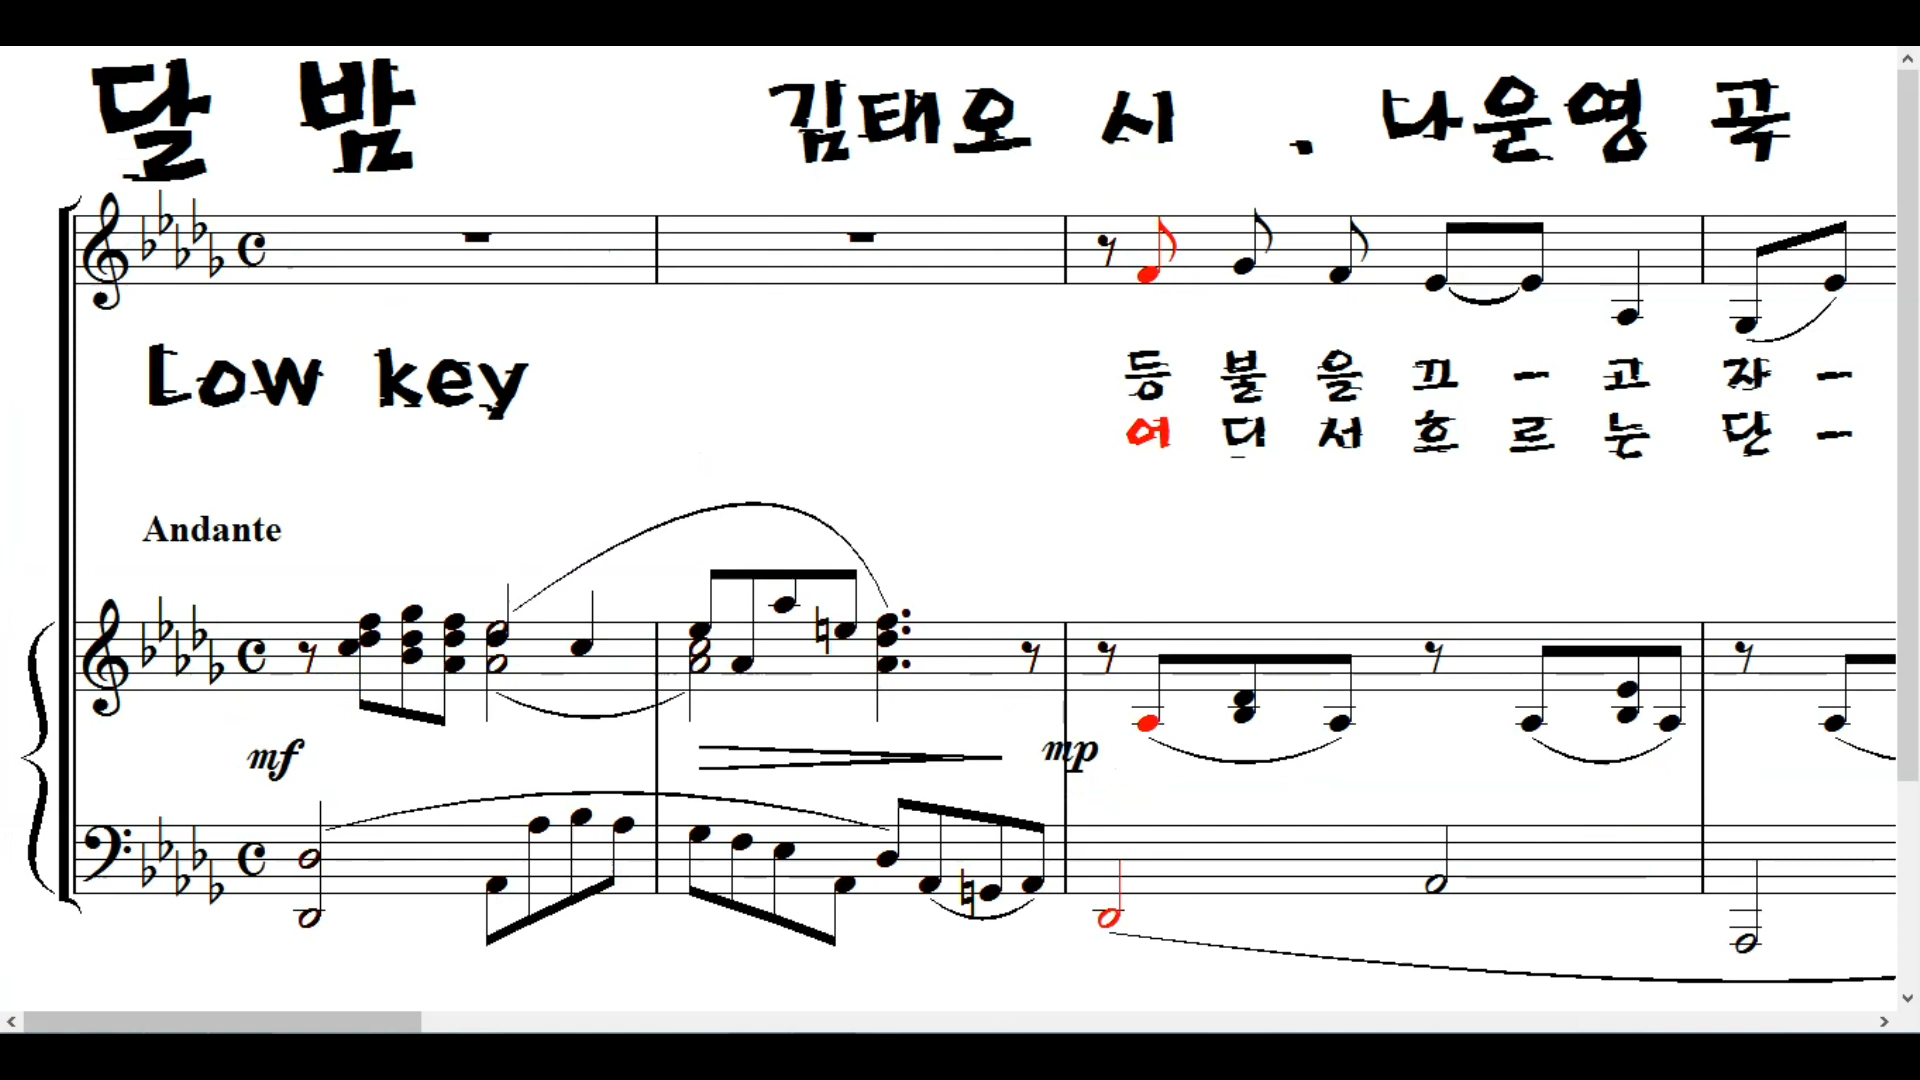 달 밤 김태오 시 . 나운영 곡
Low key
등 불 을 끄 - 고 자 -
어 디 서 흐 르 는 단 -
Andante
mf
mp